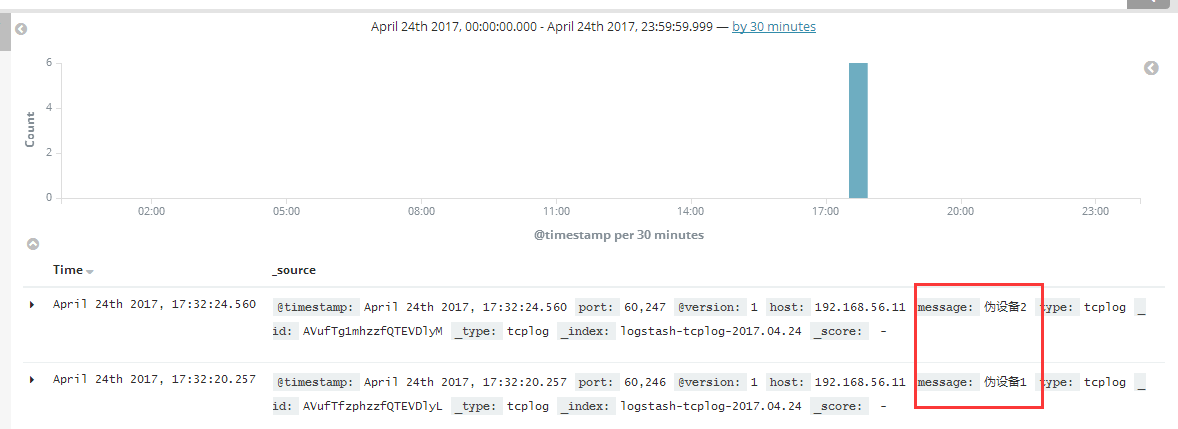 April 24th 2017, 00:00:00.000 - April 24th 2017, 23:59:59.999 — by 30 minutes
6
4
2
0
Count
02:00 05:00 08:00 11:00 14:00 17:00 20:00 23:00
@timestamp per 30 minutes
Time _source
April 24th 2017, 17:32:24.560 @timestamp: April 24th 2017, 17:32:24.560 port: 60,247 @version: 1 host: 192.168.56.11 message: 伪设备2 type: tcplog _
id: AVufTg1mhzzfQTEVDlyM _type: tcplog _index: logstash-tcplog-2017.04.24 _score: -
April 24th 2017, 17:32:20.257 @timestamp: April 24th 2017, 17:32:20.257 port: 60,246 @version: 1 host: 192.168.56.11 message: 伪设备1 type: tcplog _
id: AVufTfzphzzfQTEVDlyL _type: tcplog _index: logstash-tcplog-2017.04.24 _score: -